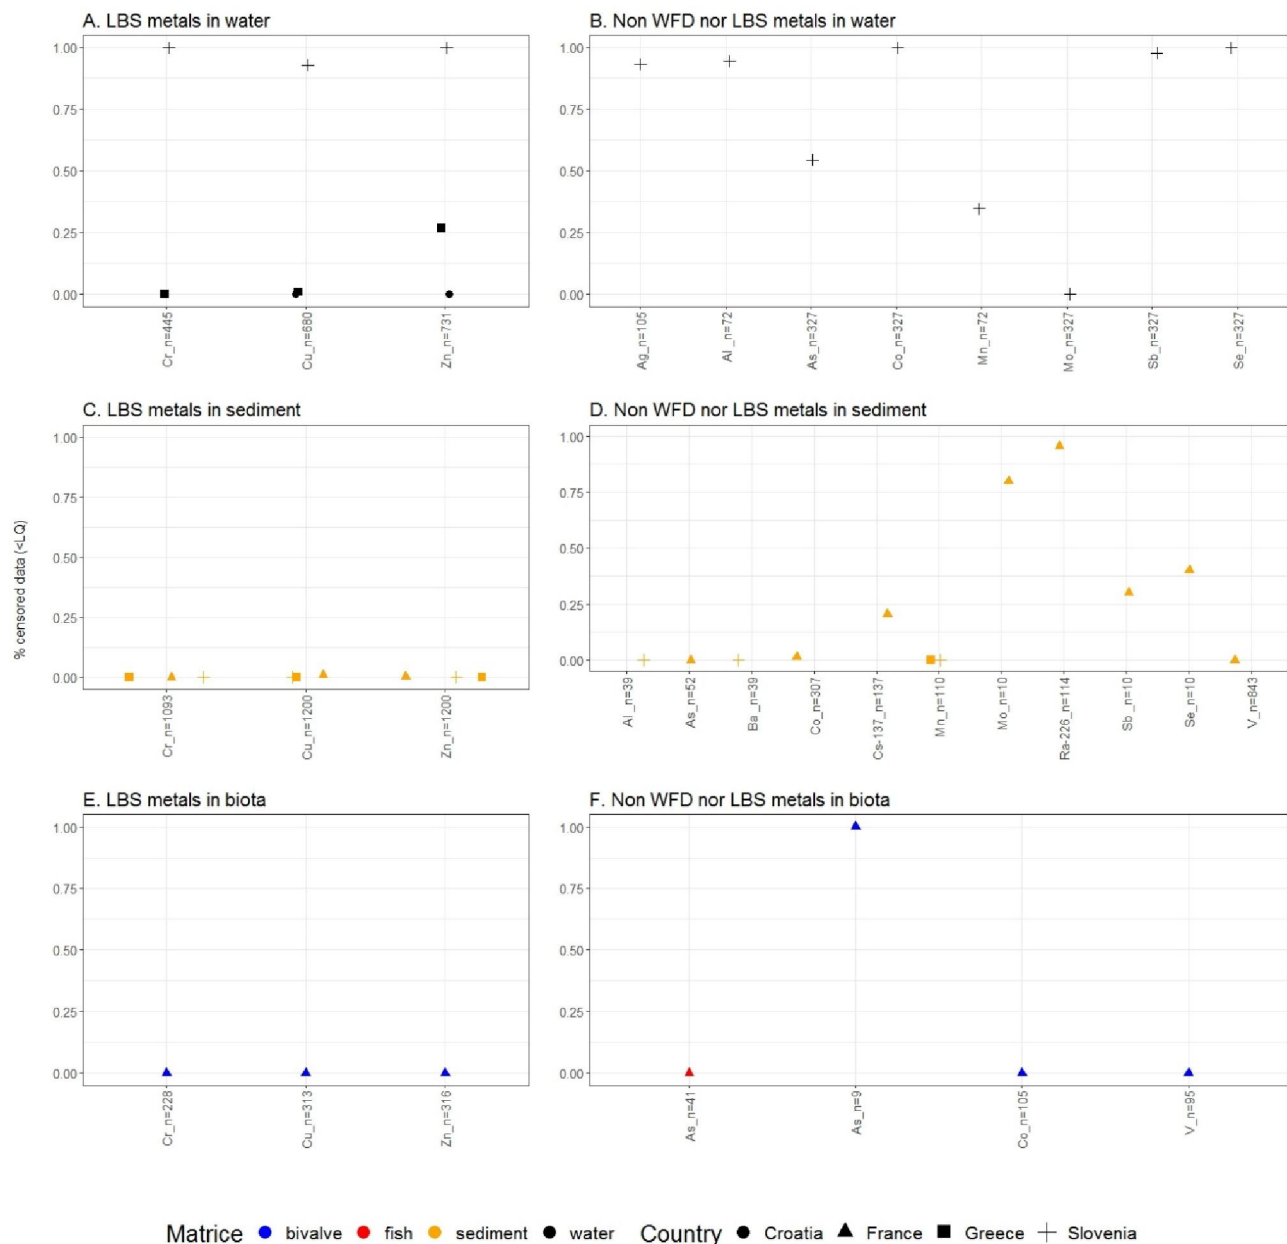 A. LBS metals in water
1.00
0.75
0.50
0.25
0.00
Cr_n=445
Cu_n=680
Zn_n=731
B. Non WFD nor LBS metals in water
1.00
0.75
0.50
0.25
0.00
Ag_n=105
Al_n=72
As_n=327
Co_n=327
Mn_n=72
Mo_n=327
Sb_n=327
Se_n=327
% censored data (<LQ)
C. LBS metals in sediment
1.00
0.75
0.50
0.25
0.00
Cr_n=1093
Cu_n=1200
Zn_n=1200
D. Non WFD nor LBS metals in sediment
1.00
0.75
0.50
0.25
0.00
Al_n=39
As_n=52
Ba_n=39
Co_n=307
Cs-137_n=137
Mn_n=110
Mo_n=10
Ra-226_n=114
Sb_n=10
Se_n=10
V_n=843
E. LBS metals in biota
1.00
0.75
0.50
0.25
0.00
Cr_n=228
Cu_n=313
Zn_n=316
F. Non WFD nor LBS metals in biota
1.00
0.75
0.50
0.25
0.00
As_n=41
As_n=9
Co_n=105
V_n=95
Matrice bivalve fish sediment water Country Croatia France Greece Slovenia